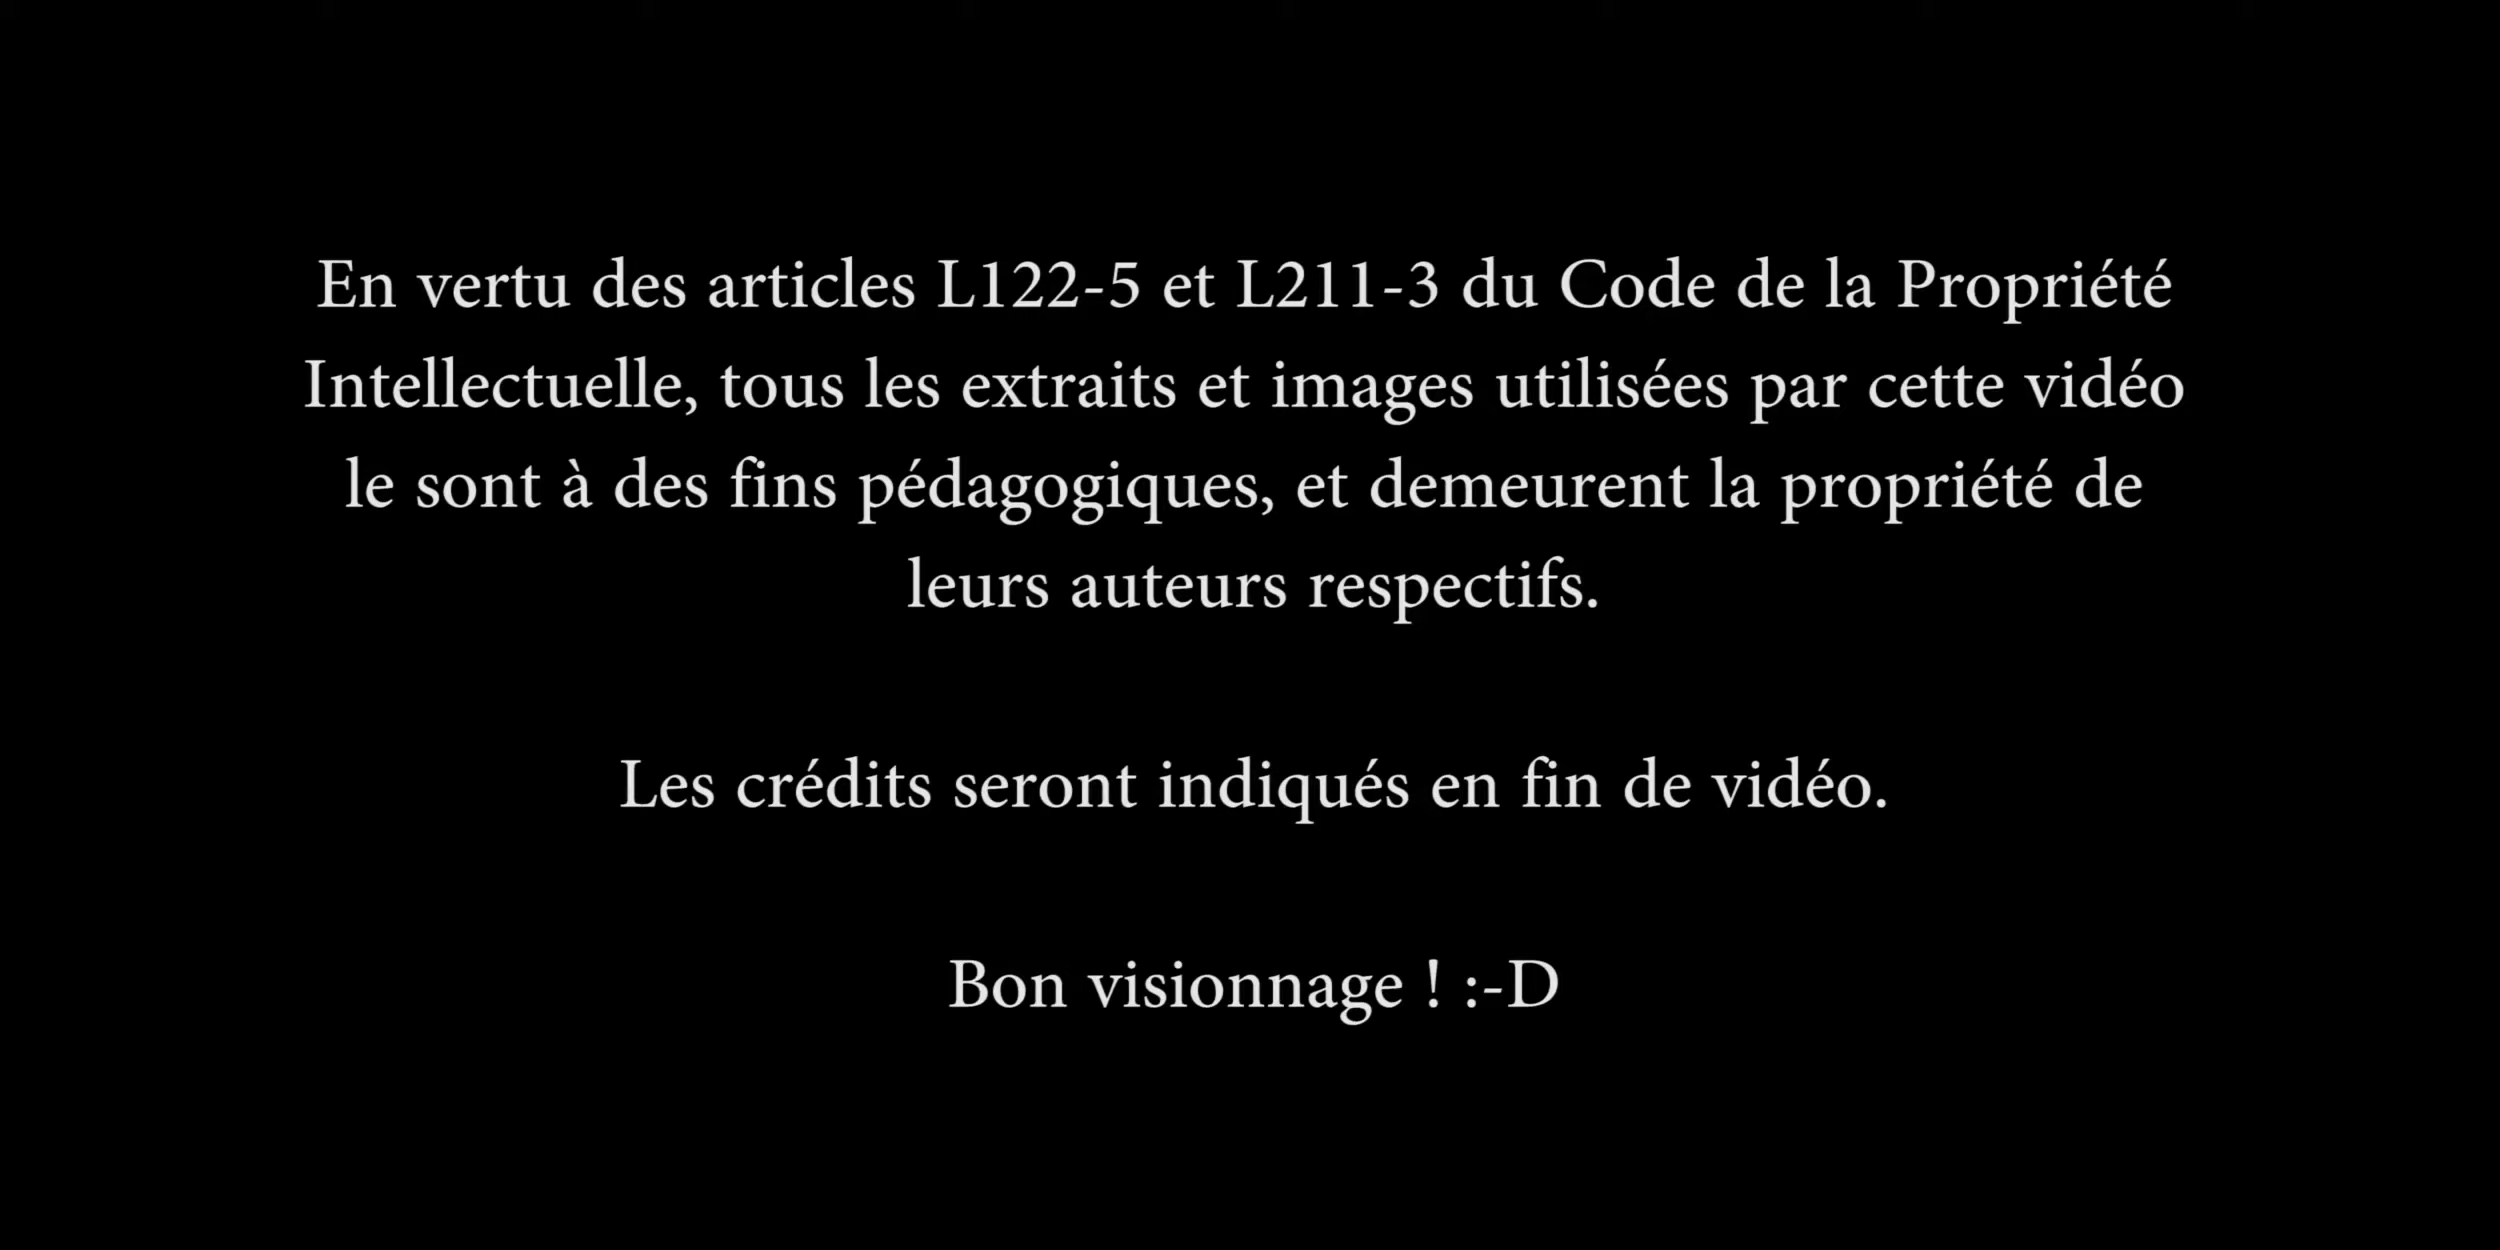 En vertu des articles L122-5 et L211-3 du Code de la Propriété
Intellectuelle, tous les extraits et images utilisées par cette vidéo
le sont à des fins pédagogiques, et demeurent la propriété de
leurs auteurs respectifs.
Les crédits seront indiqués en fin de vidéo.
Bon visionnage ! :-D